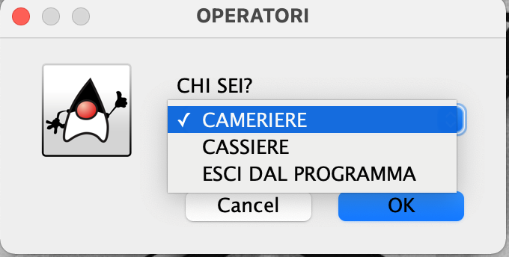 OPERATORI
CHI SEI?
✓ CAMERIERE
CASSIERE
ESCI DAL PROGRAMMA
Cancel OK